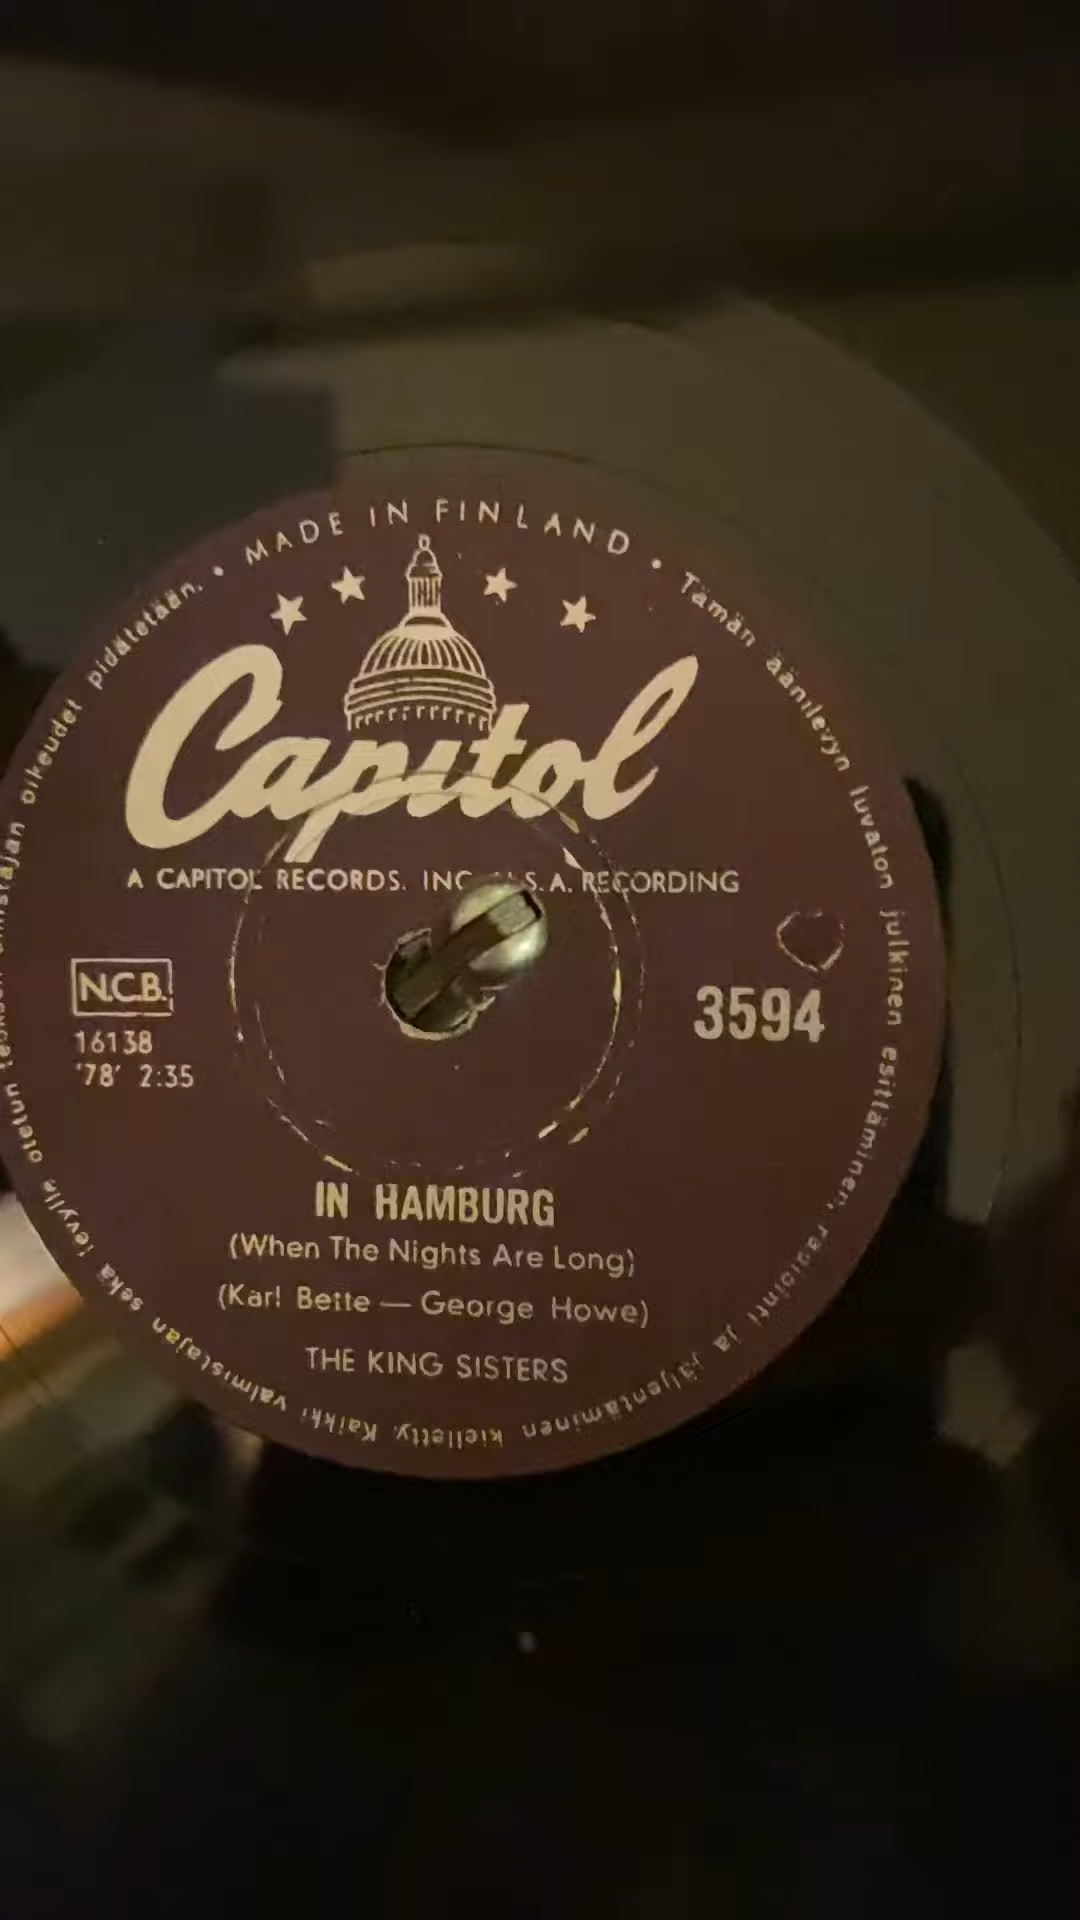 MADE IN FINLAND • Tämän äänilevyn luvaton julkinen esittäminen, radiointi ja jäljentäminen kielletty. Kaikki valmistajan sekä levylle otetun oikeudet pidätetään. •
Capitol
A CAPITOL RECORDS, INC. U.S.A. RECORDING
N.C.B.
3594
16138
'78' 2:35
IN HAMBURG
(When The Nights Are Long)
(Karl Bette — George Howe)
THE KING SISTERS